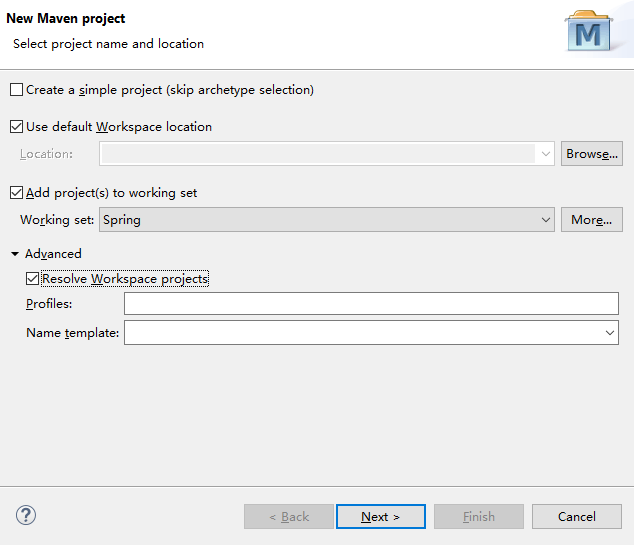 New Maven project
Select project name and location
M
Create a simple project (skip archetype selection)
Use default Workspace location
Location:
Browse...
Add project(s) to working set
Working set: Spring
More...
Advanced
Resolve Workspace projects
Profiles:
Name template:
?
< Back Next > Finish Cancel